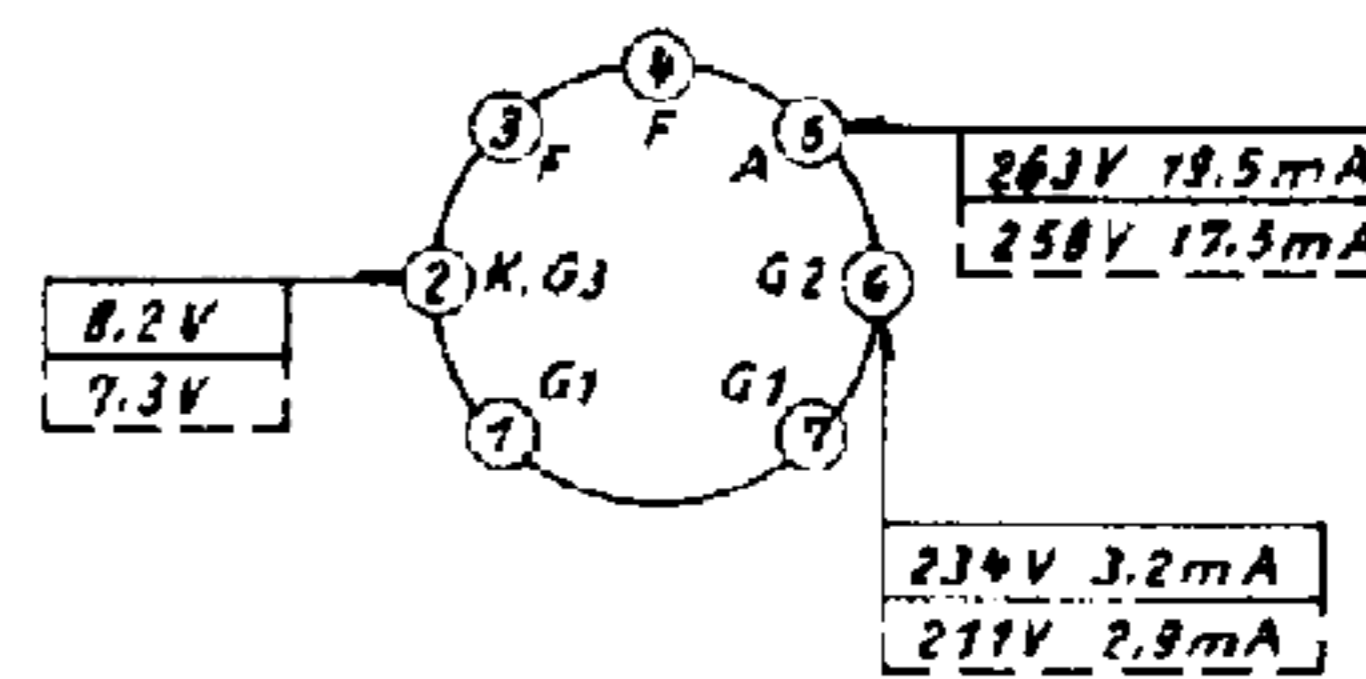 4
3 5
F F A
263V 19.5mA
258V 17.5mA
2 K, G3 G2 6
8.2V
7.3V
G1 G1
1 7
234V 3.2mA
211V 2,9mA